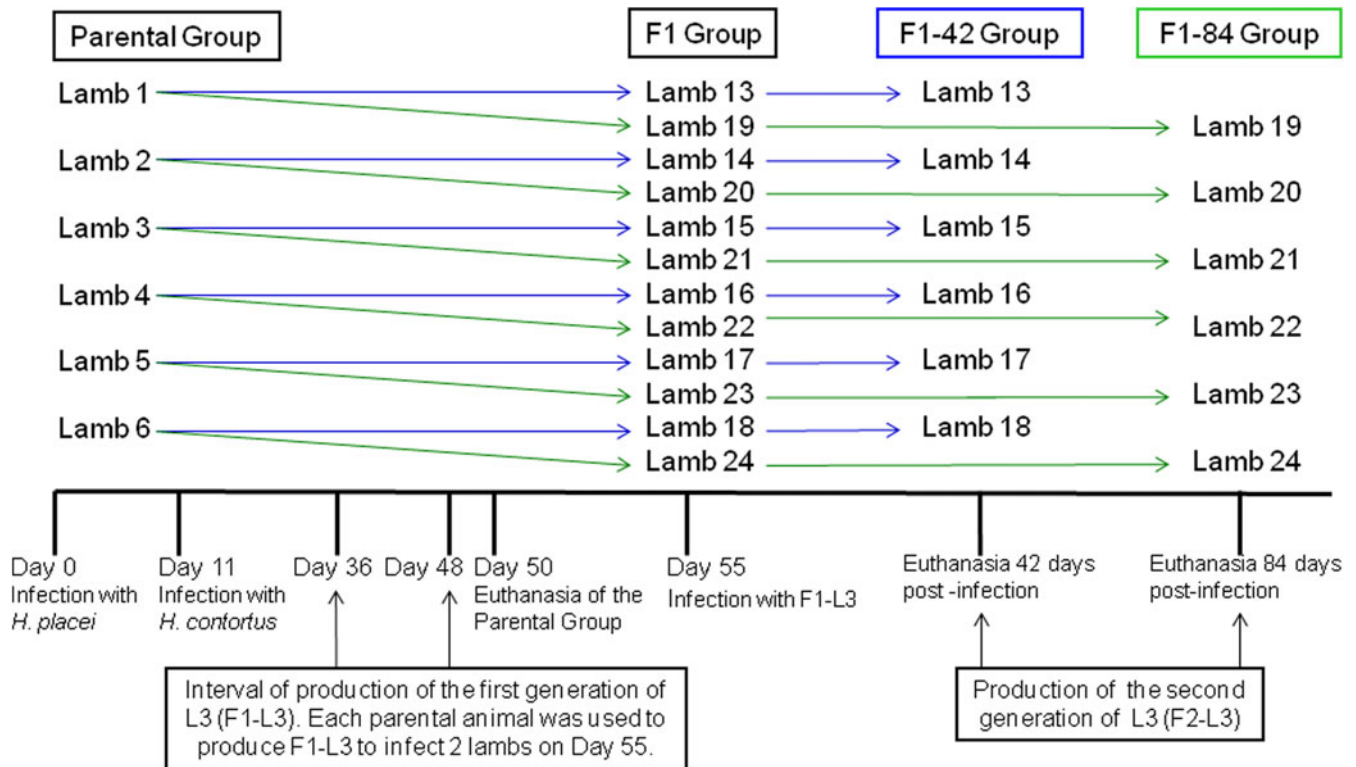 Parental Group F1 Group F1-42 Group F1-84 Group
Lamb 1 Lamb 13 Lamb 13
Lamb 19 Lamb 19
Lamb 2 Lamb 14 Lamb 14
Lamb 20 Lamb 20
Lamb 3 Lamb 15 Lamb 15
Lamb 21 Lamb 21
Lamb 4 Lamb 16 Lamb 16
Lamb 22 Lamb 22
Lamb 5 Lamb 17 Lamb 17
Lamb 23 Lamb 23
Lamb 6 Lamb 18 Lamb 18
Lamb 24 Lamb 24
Day 0
Infection with
H. placei
Day 11
Infection with
H. contortus
Day 36
Day 48
Day 50
Euthanasia of the
Parental Group
Day 55
Infection with F1-L3
Euthanasia 42 days
post -infection
Euthanasia 84 days
post-infection
Interval of production of the first generation of
L3 (F1-L3). Each parental animal was used to
produce F1-L3 to infect 2 lambs on Day 55.
Production of the second
generation of L3 (F2-L3)